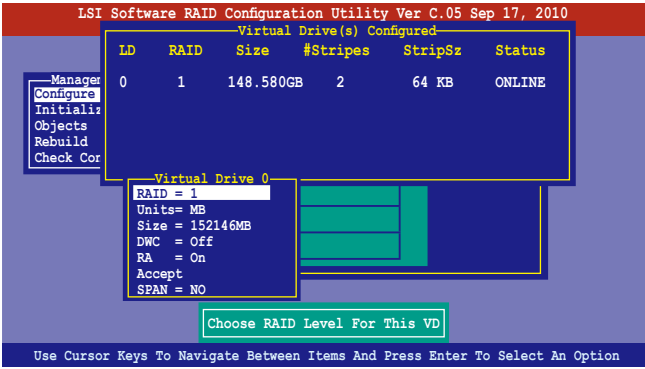 LSI Software RAID Configuration Utility Ver C.05 Sep 17, 2010
Virtual Drive(s) Configured
LD RAID Size #Stripes StripSz Status
0 1 148.580GB 2 64 KB ONLINE
Managem
Configure
Initializ
Objects
Rebuild
Check Con
Virtual Drive 0
RAID = 1
Units= MB
Size = 152146MB
DWC = Off
RA = On
Accept
SPAN = NO
Choose RAID Level For This VD
Use Cursor Keys To Navigate Between Items And Press Enter To Select An Option